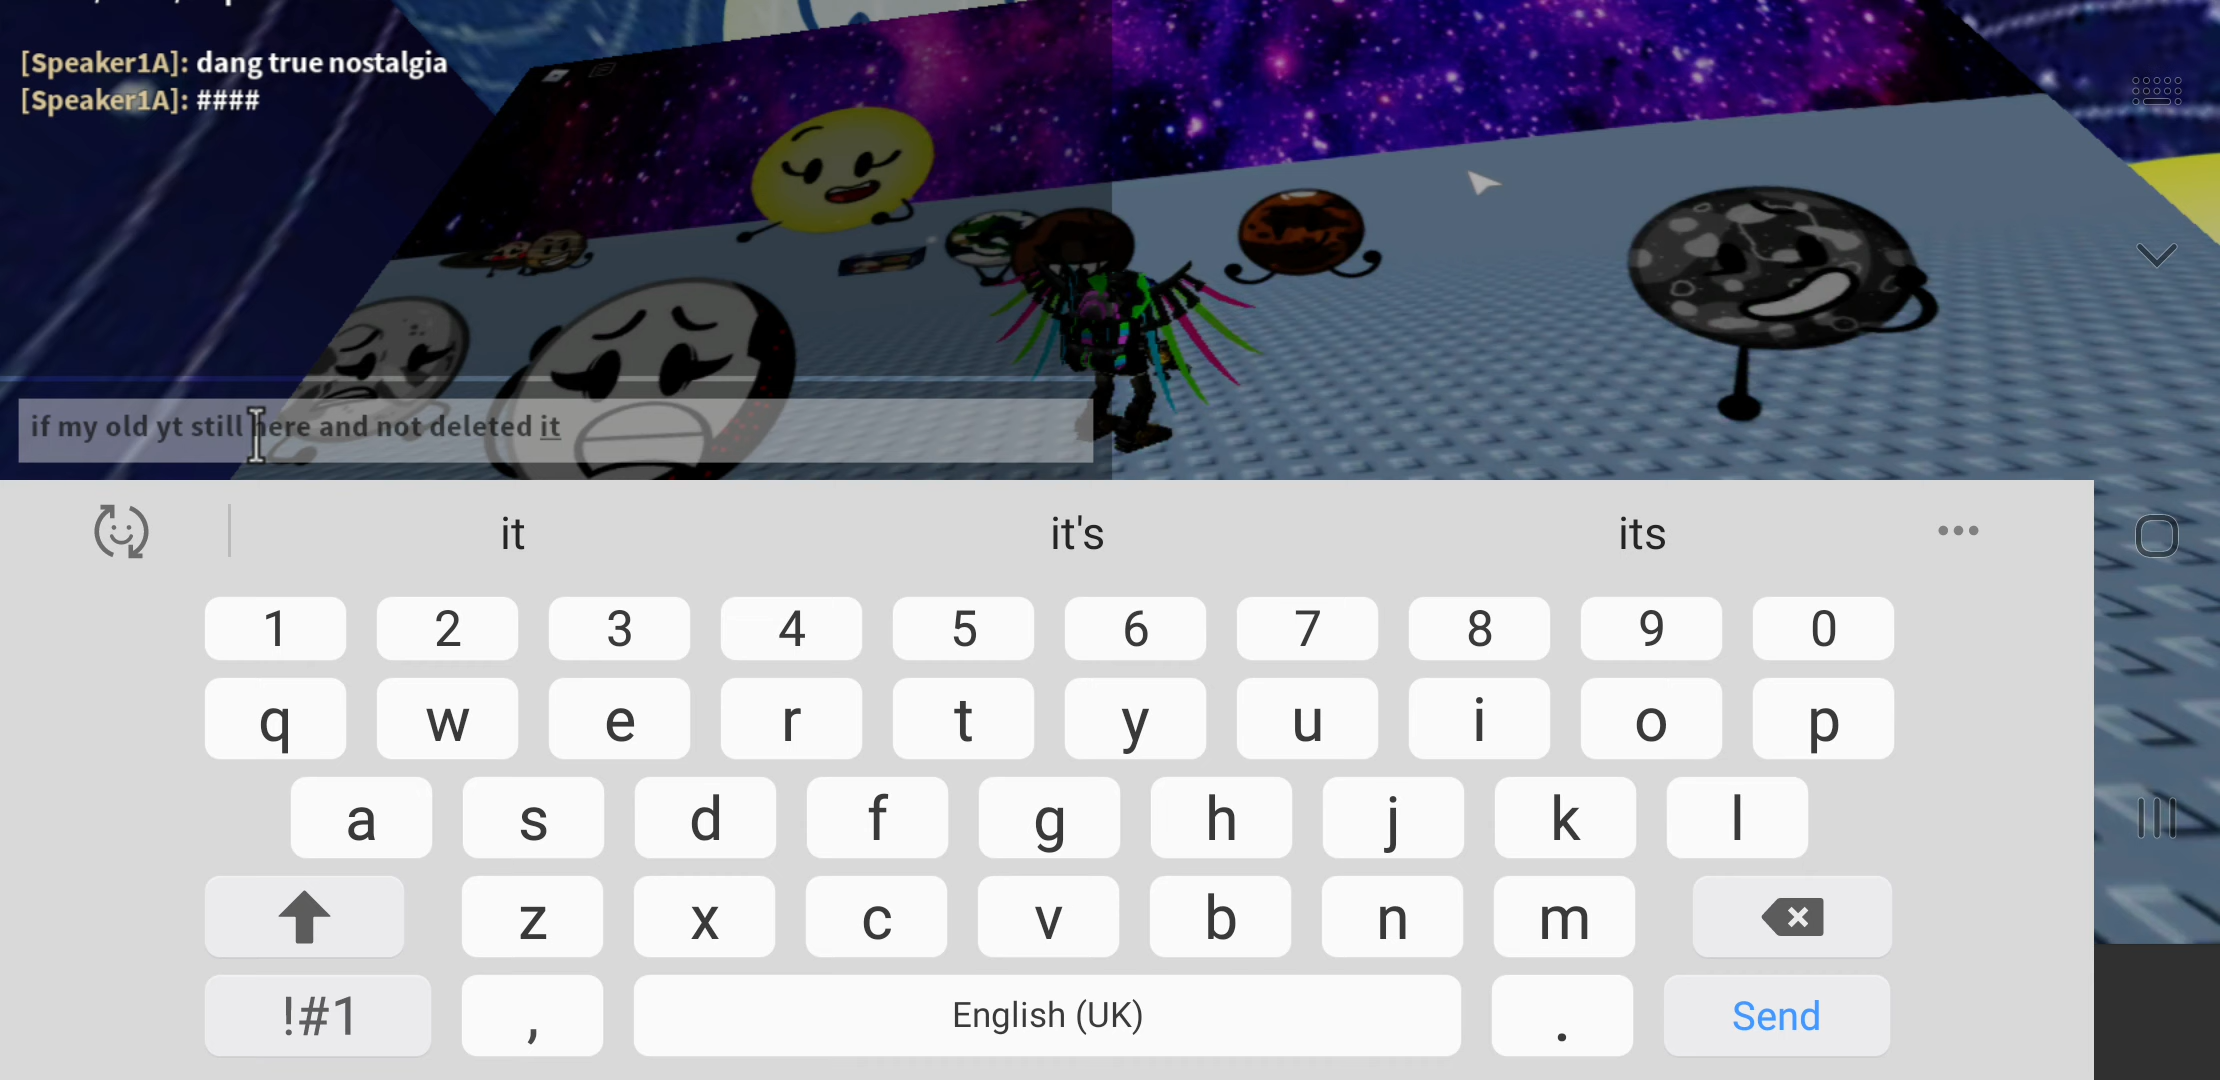 [Speaker1A]: dang true nostalgia
[Speaker1A]: ####
if my old yt still here and not deleted it
it it's its
1 2 3 4 5 6 7 8 9 0
q w e r t y u i o p
a s d f g h j k l
z x c v b n m
!#1 , English (UK) . Send